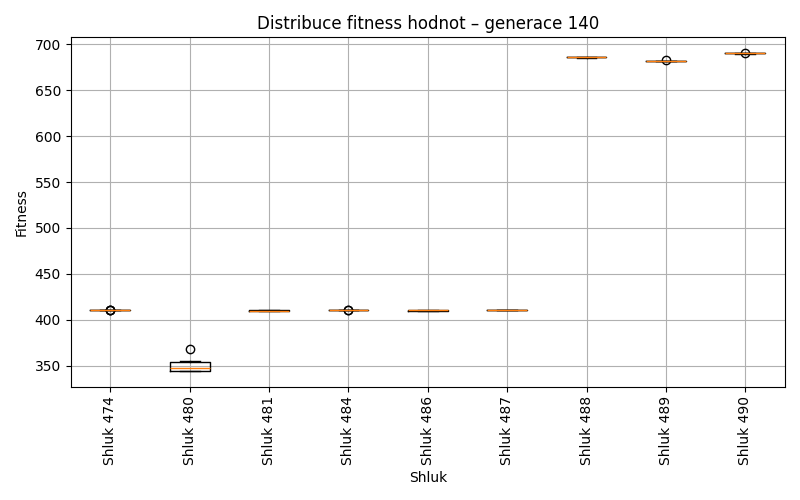 Distribuce fitness hodnot – generace 140
700
650
600
550
500
450
400
350
Fitness
Shluk 474
Shluk 480
Shluk 481
Shluk 484
Shluk 486
Shluk 487
Shluk 488
Shluk 489
Shluk 490
Shluk